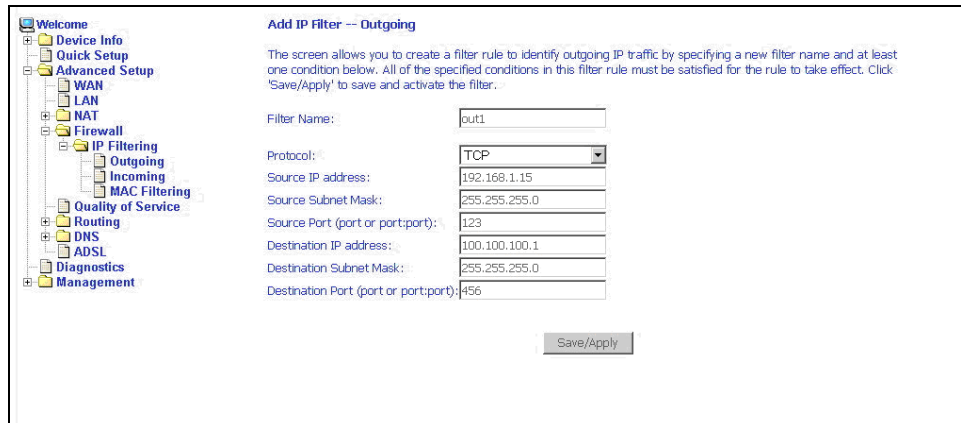 Welcome
Device Info
Quick Setup
Advanced Setup
WAN
LAN
NAT
Firewall
IP Filtering
Outgoing
Incoming
MAC Filtering
Quality of Service
Routing
DNS
ADSL
Diagnostics
Management
Add IP Filter -- Outgoing
The screen allows you to create a filter rule to identify outgoing IP traffic by specifying a new filter name and at least
one condition below. All of the specified conditions in this filter rule must be satisfied for the rule to take effect. Click
'Save/Apply' to save and activate the filter.
Filter Name: out1
Protocol: TCP
Source IP address: 192.168.1.15
Source Subnet Mask: 255.255.255.0
Source Port (port or port:port): 123
Destination IP address: 100.100.100.1
Destination Subnet Mask: 255.255.255.0
Destination Port (port or port:port): 456
Save/Apply